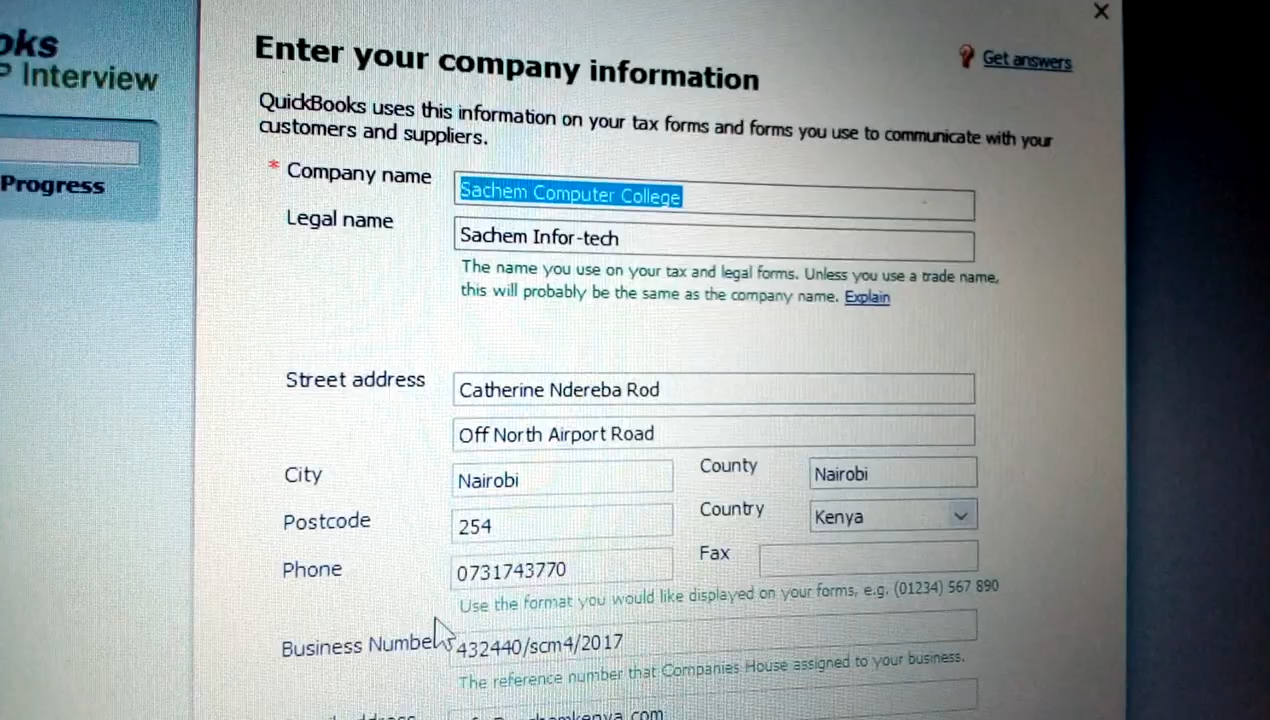 Interview
Progress
Enter your company information
Get answers
QuickBooks uses this information on your tax forms and forms you use to communicate with your
customers and suppliers.
* Company name Sachem Computer College
Legal name Sachem Infor-tech
The name you use on your tax and legal forms. Unless you use a trade name,
this will probably be the same as the company name. Explain
Street address Catherine Ndereba Rod
Off North Airport Road
City Nairobi County Nairobi
Postcode 254 Country Kenya
Phone 0731743770 Fax
Use the format you would like displayed on your forms, e.g. (01234) 567 890
Business Number 432440/scm4/2017
The reference number that Companies House assigned to your business.